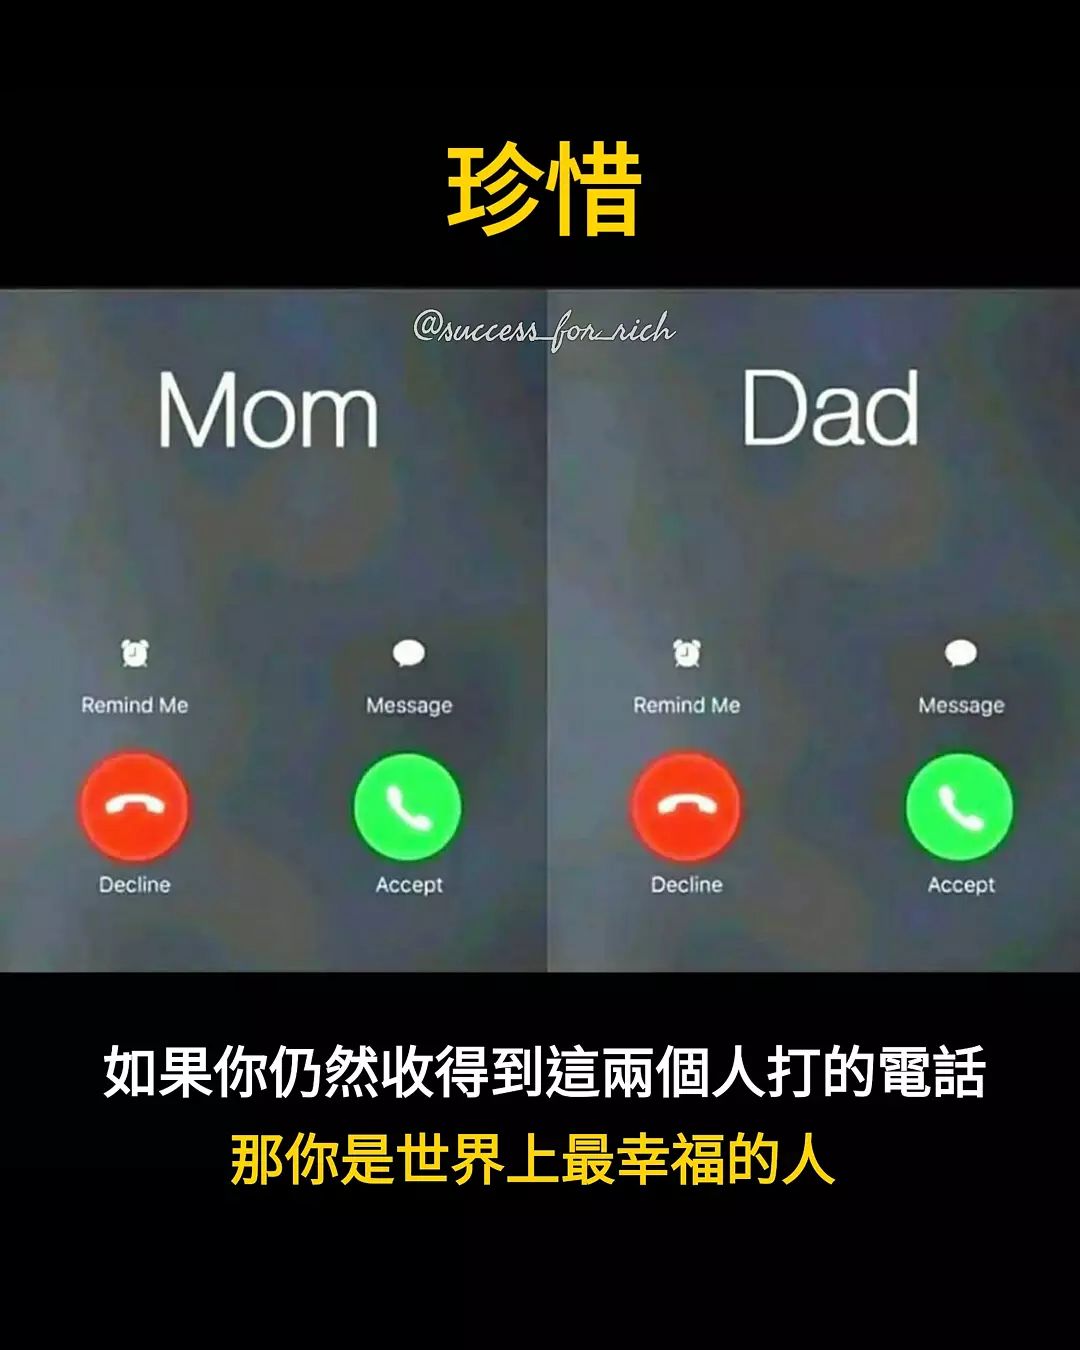 珍惜
@success_for_rich
Mom
Dad
Remind Me
Message
Remind Me
Message
Decline
Accept
Decline
Accept
如果你仍然收得到這兩個人打的電話
那你是世界上最幸福的人